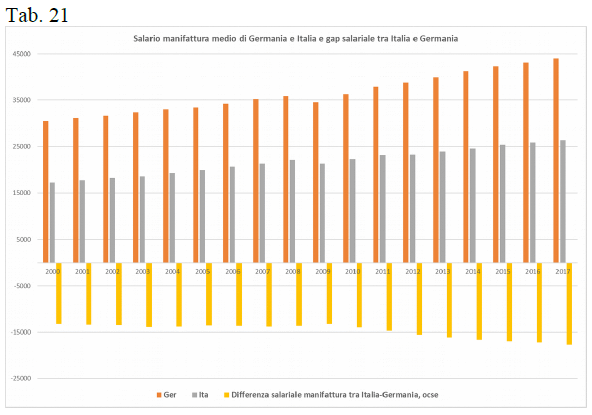 Tab. 21
Salario manifattura medio di Germania e Italia e gap salariale tra Italia e Germania
45000
35000
25000
15000
5000
2000 2001 2002 2003 2004 2005 2006 2007 2008 2009 2010 2011 2012 2013 2014 2015 2016 2017
-5000
-15000
-25000
Ger Ita Differenza salariale manifattura tra Italia-Germania, ocse